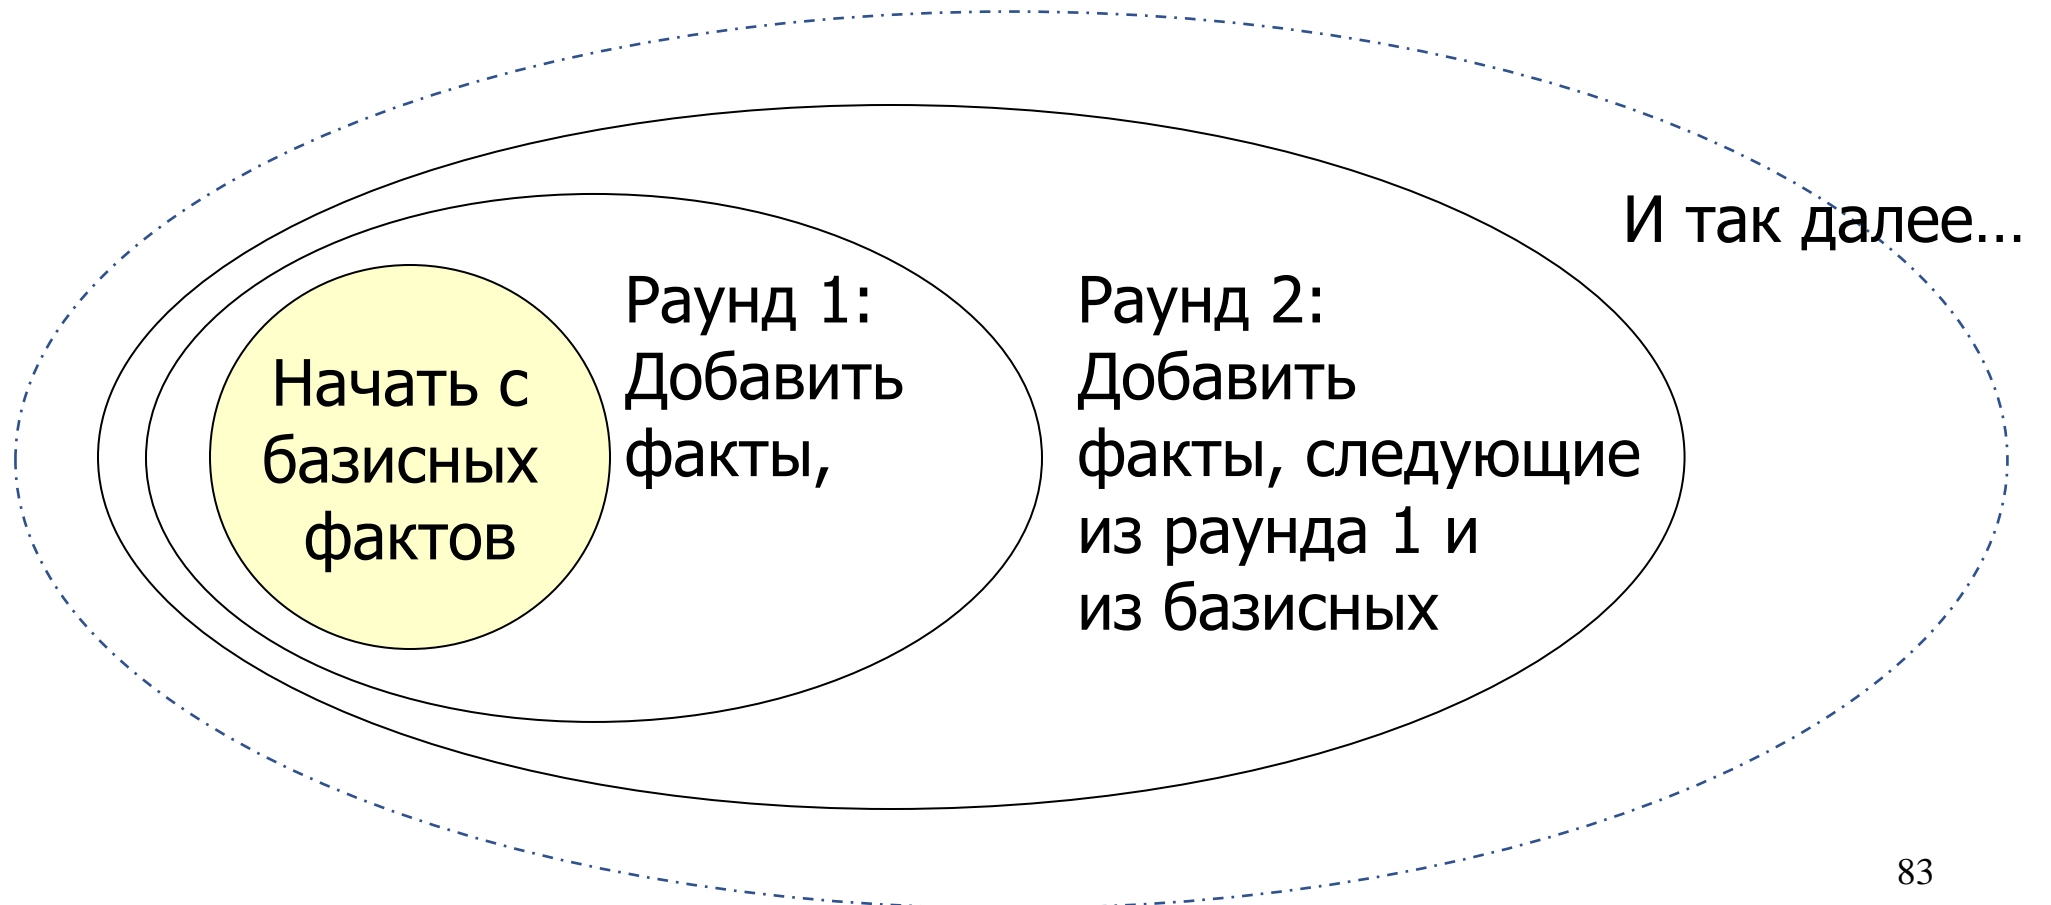 Начать с
базисных
фактов
Раунд 1:
Добавить
факты,
Раунд 2:
Добавить
факты, следующие
из раунда 1 и
из базисных
И так далее…
83